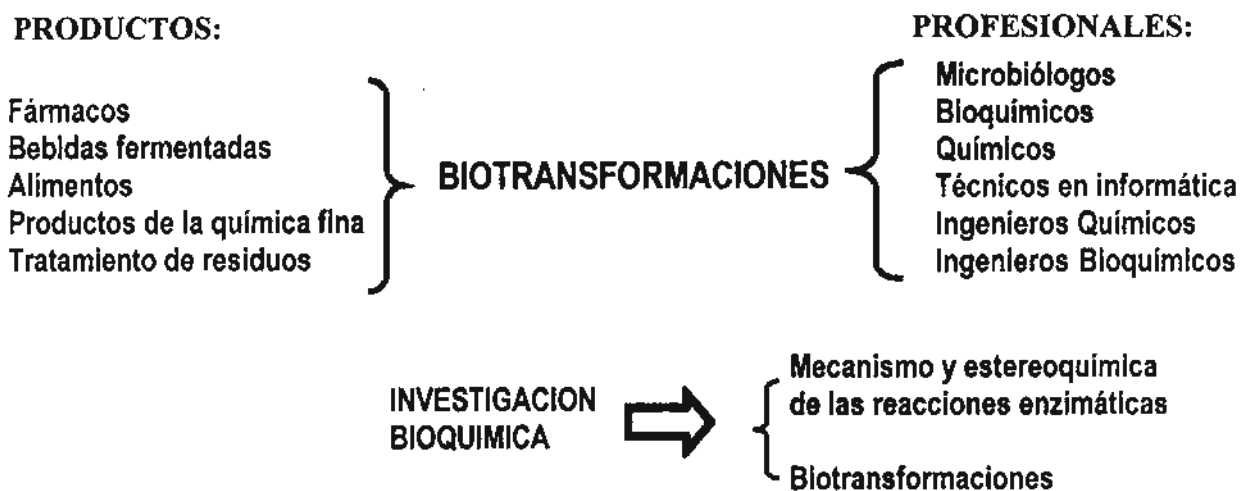 PRODUCTOS:
Fármacos
Bebidas fermentadas
Alimentos
Productos de la química fina
Tratamiento de residuos
BIOTRANSFORMACIONES
PROFESIONALES:
Microbiólogos
Bioquímicos
Químicos
Técnicos en informática
Ingenieros Químicos
Ingenieros Bioquímicos
INVESTIGACION
BIOQUIMICA
Mecanismo y estereoquímica
de las reacciones enzimáticas
Biotransformaciones